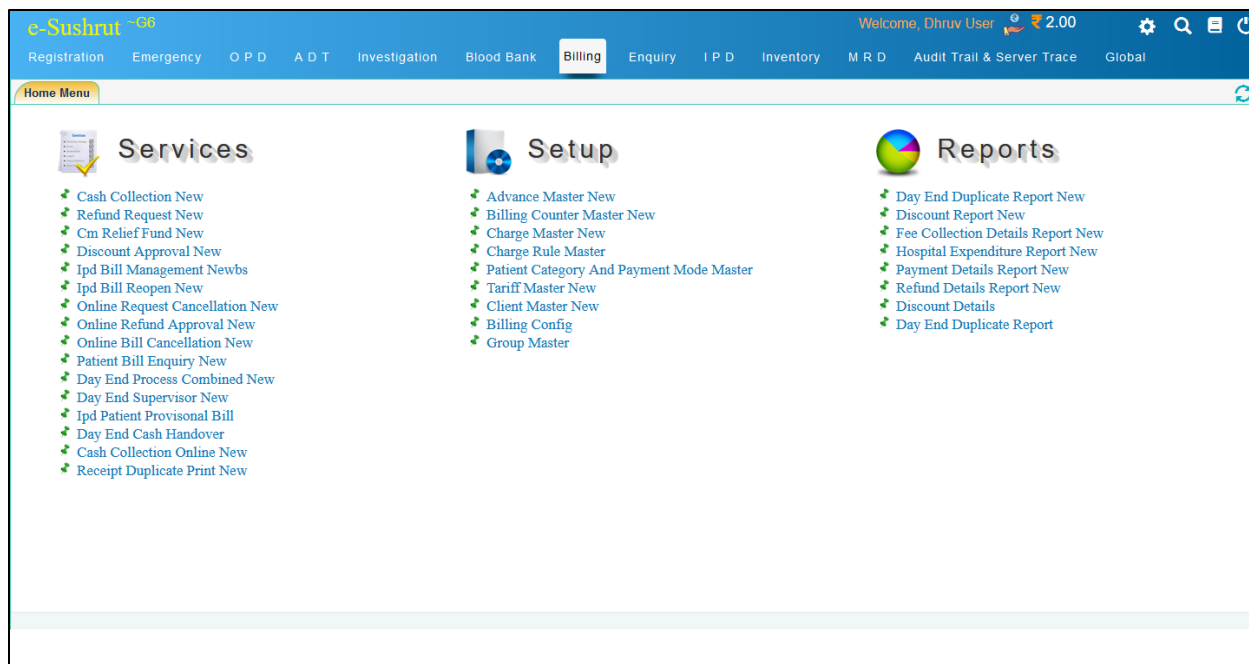 e-Sushrut ~G6
Welcome, Dhruv User ₹ 2.00
Registration Emergency O P D A D T Investigation Blood Bank Billing Enquiry I P D Inventory M R D Audit Trail & Server Trace Global
Home Menu
Services
Cash Collection New
Refund Request New
Cm Relief Fund New
Discount Approval New
Ipd Bill Management Newbs
Ipd Bill Reopen New
Online Request Cancellation New
Online Refund Approval New
Online Bill Cancellation New
Patient Bill Enquiry New
Day End Process Combined New
Day End Supervisor New
Ipd Patient Provisonal Bill
Day End Cash Handover
Cash Collection Online New
Receipt Duplicate Print New
Setup
Advance Master New
Billing Counter Master New
Charge Master New
Charge Rule Master
Patient Category And Payment Mode Master
Tariff Master New
Client Master New
Billing Config
Group Master
Reports
Day End Duplicate Report New
Discount Report New
Fee Collection Details Report New
Hospital Expenditure Report New
Payment Details Report New
Refund Details Report New
Discount Details
Day End Duplicate Report